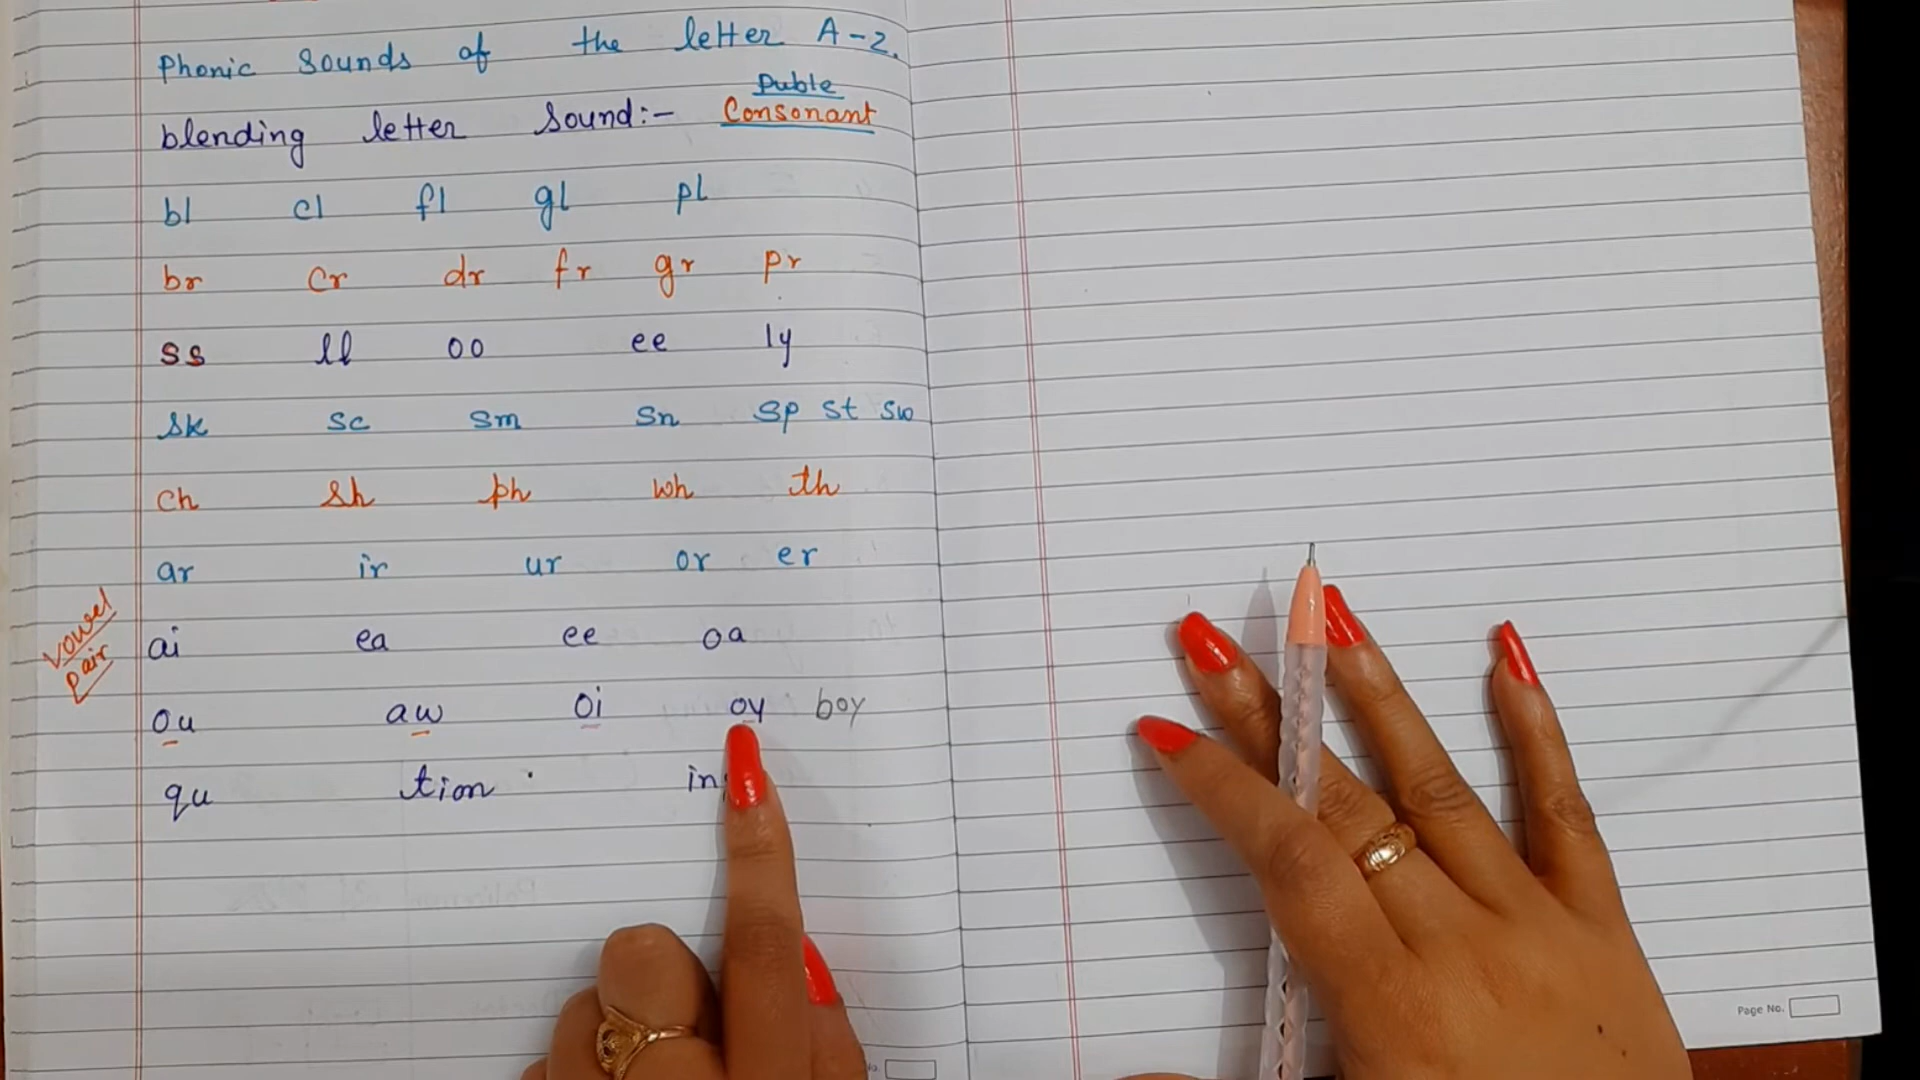 Phonic Sounds of the letter A-Z.
Duble
blending letter Sound:- Consonant
bl cl fl gl pl
br cr dr fr gr pr
ss ll oo ee ly
sk sc sm sn sp st sw
ch sh ph wh th
ar ir ur or er
Vowel pair
ai ea ee oa
ou aw oi oy boy
qu tion in
Page No.